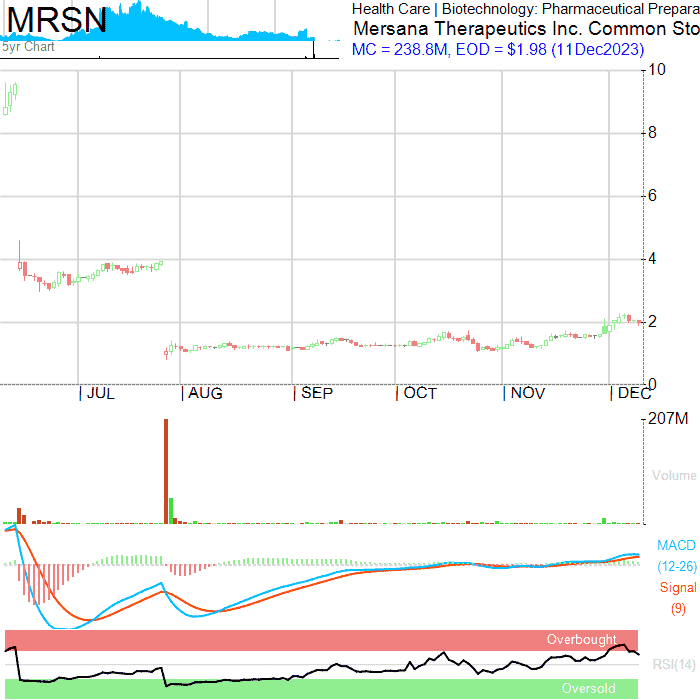 MRSN
Health Care | Biotechnology: Pharmaceutical Prepara
Mersana Therapeutics Inc. Common Sto
5yr Chart
MC = 238.8M, EOD = $1.98 (11Dec2023)
10
8
6
4
2
0
| JUL | AUG | SEP | OCT | NOV | DEC
207M
Volume
MACD
(12-26)
Signal
(9)
Overbought
RSI(14)
Oversold